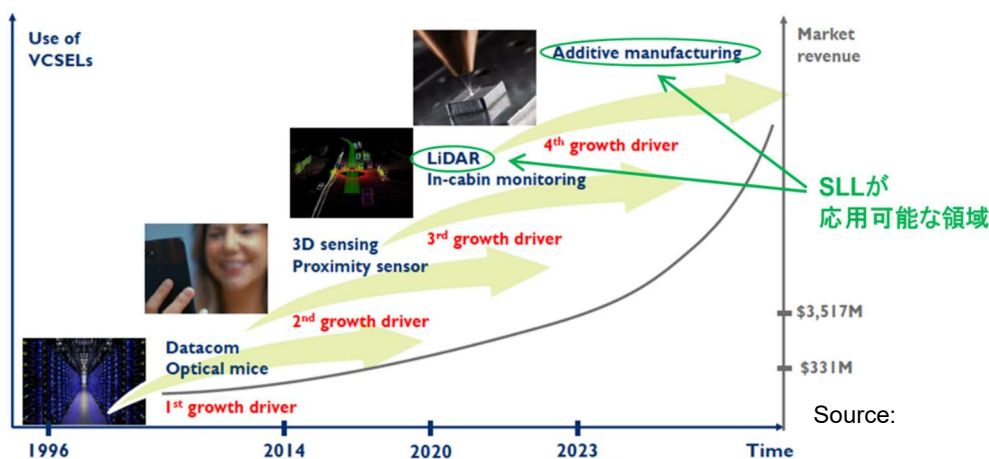 Use of
VCSELs
Market
revenue
Additive manufacturing
4th growth driver
LiDAR
In-cabin monitoring
SLLが
応用可能な領域
3rd growth driver
3D sensing
Proximity sensor
2nd growth driver
$3,517M
Datacom
Optical mice
$331M
1st growth driver
Source:
1996
2014
2020
2023
Time